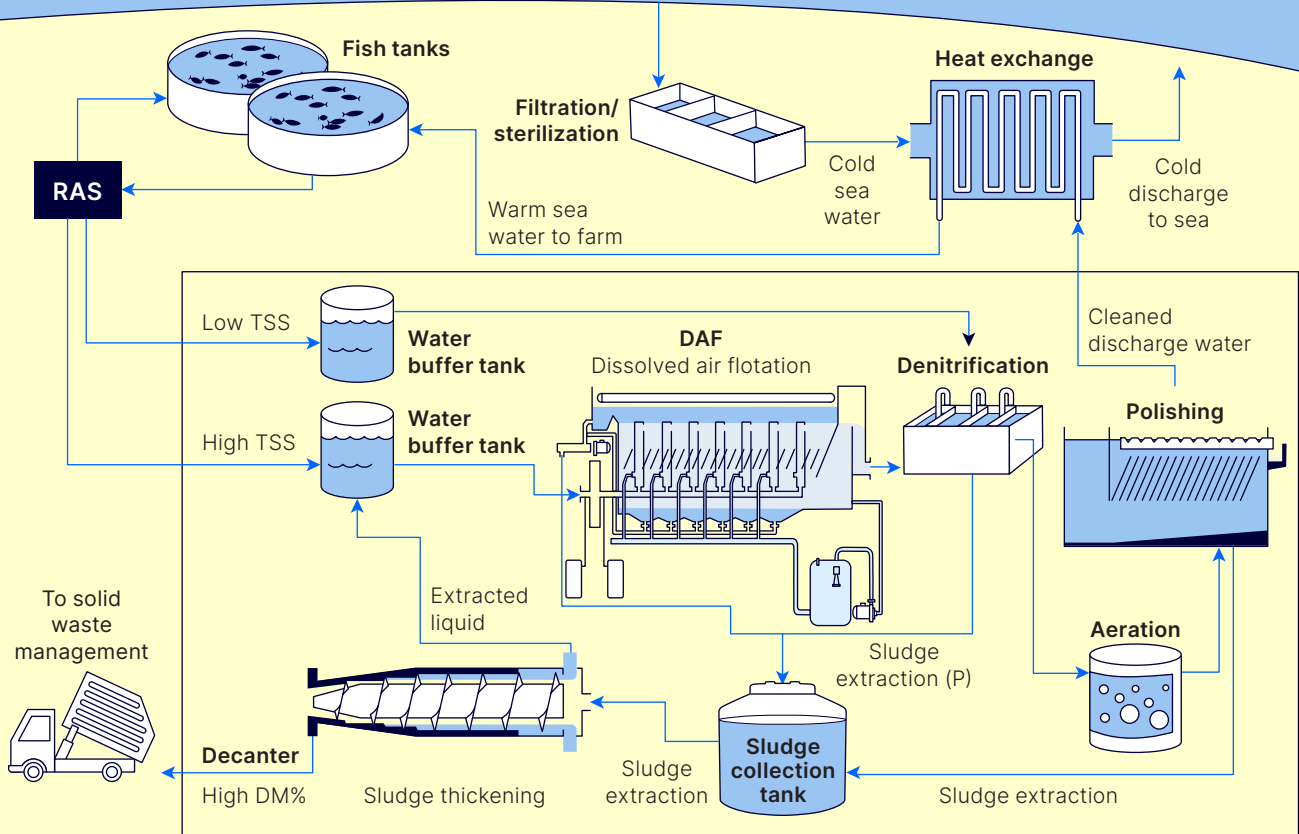 Fish tanks
Filtration/
sterilization
Heat exchange
RAS
Cold
sea
water
Cold
discharge
to sea
Warm sea
water to farm
Low TSS
Water
buffer tank
DAF
Dissolved air flotation
Denitrification
Cleaned
discharge water
Polishing
High TSS
Water
buffer tank
Extracted
liquid
To solid
waste
management
Sludge
extraction (P)
Aeration
Decanter
High DM%
Sludge thickening
Sludge
extraction
Sludge
collection
tank
Sludge extraction